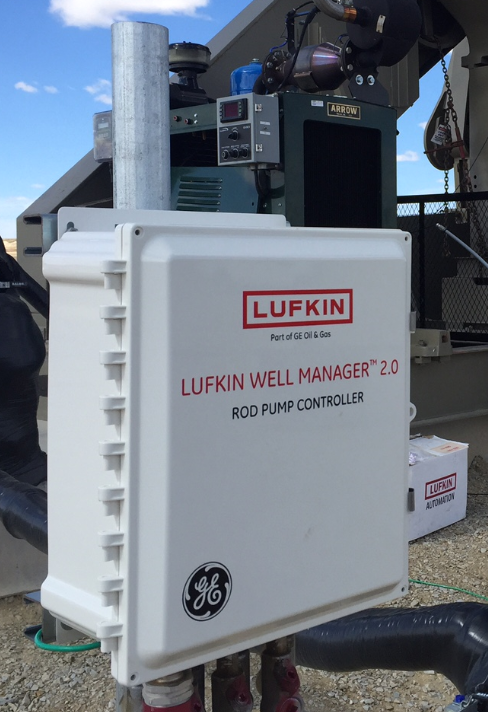 ARROW
LUFKIN
Part of GE Oil & Gas
LUFKIN WELL MANAGER™ 2.0
ROD PUMP CONTROLLER
LUFKIN
AUTOMATION
GE